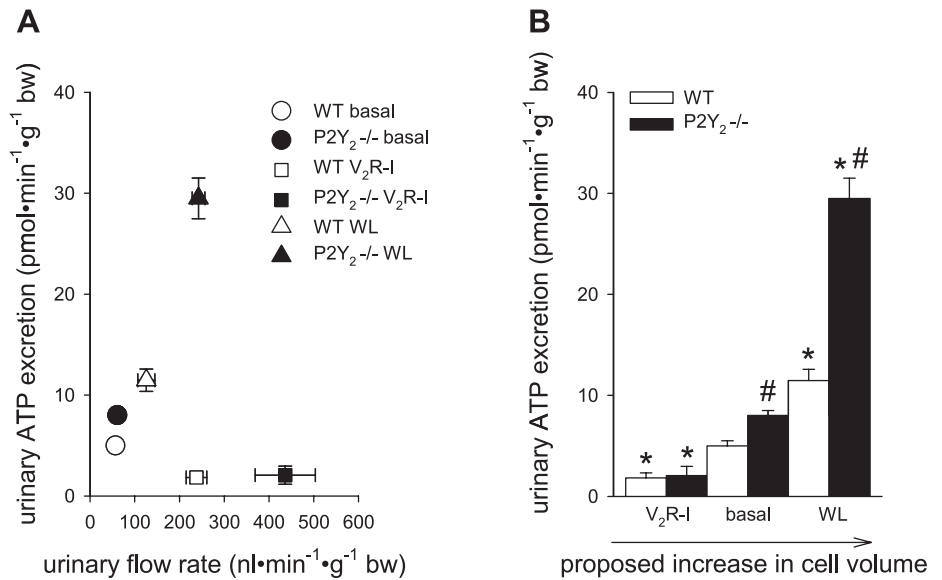 A
urinary ATP excretion (pmol•min⁻¹•g⁻¹ bw)
40
30
20
10
0
0 100 200 300 400 500 600
urinary flow rate (nl•min⁻¹•g⁻¹ bw)
WT basal
P2Y₂ -/- basal
WT V₂R-I
P2Y₂ -/- V₂R-I
WT WL
P2Y₂ -/- WL
B
urinary ATP excretion (pmol•min⁻¹•g⁻¹ bw)
40
30
20
10
0
WT
P2Y₂ -/-
* #
*
#
* *
V₂R-I basal WL
proposed increase in cell volume